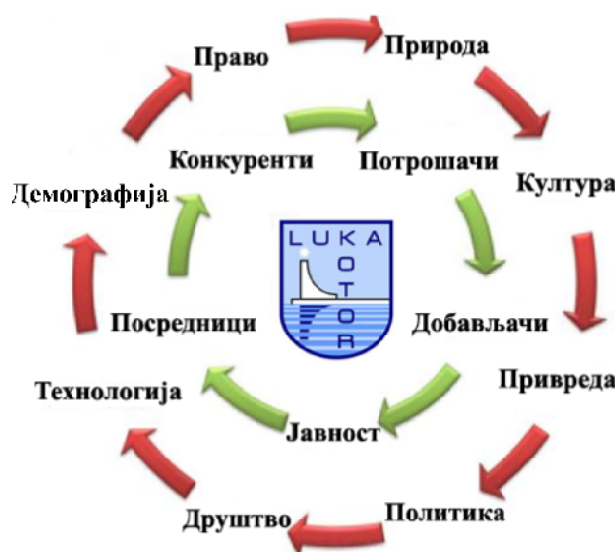 Право
Природа
Конкуренти
Потрошачи
Култура
Демографија
LUKA
KOTOR
Посредници
Добављачи
Технологија
Привреда
Јавност
Друштво
Политика